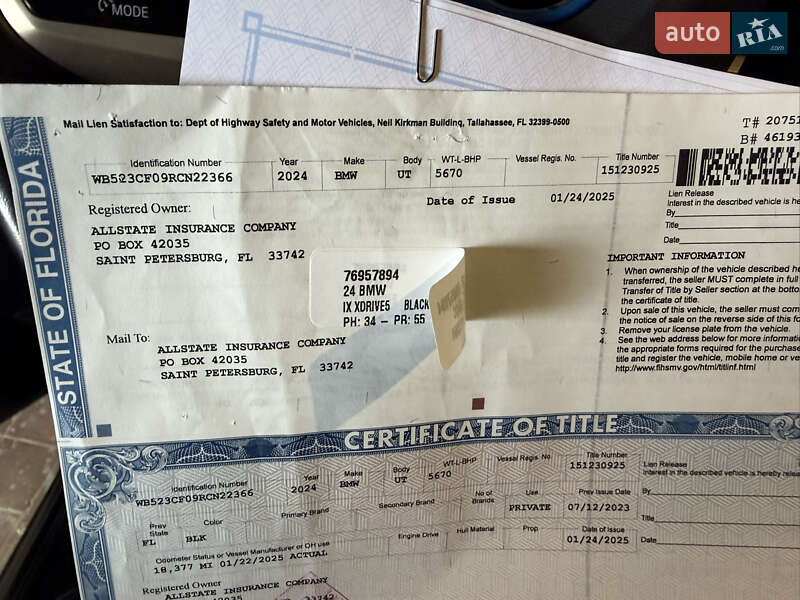 MODE
auto RIA .com
Mail Lien Satisfaction to: Dept of Highway Safety and Motor Vehicles, Neil Kirkman Building, Tallahassee, FL 32399-0500
T# 20751
B# 46193
Identification Number Year Make Body WT-L-BHP Vessel Regis. No. Title Number
WB523CF09RCN22366 2024 BMW UT 5670 151230925
Registered Owner: Date of Issue 01/24/2025
Lien Release
Interest in the described vehicle is he
By
Title
Date
ALLSTATE INSURANCE COMPANY
PO BOX 42035
SAINT PETERSBURG, FL 33742
76957894
24 BMW
IX XDRIVE5 BLACK
PH: 34 - PR: 55
IMPORTANT INFORMATION
1. When ownership of the vehicle described he
transferred, the seller MUST complete in full
Transfer of Title by Seller section at the botto
the certificate of title.
2. Upon sale of this vehicle, the seller must com
the notice of sale on the reverse side of this fo
3. Remove your license plate from the vehicle.
4. See the web address below for more informati
the appropriate forms required for the purchase
title and register the vehicle, mobile home or ve
http://www.flhsmv.gov/html/titlinf.html
Mail To:
ALLSTATE INSURANCE COMPANY
PO BOX 42035
SAINT PETERSBURG, FL 33742
STATE OF FLORIDA
CERTIFICATE OF TITLE
Identification Number Year Make Body WT-L-BHP Vessel Regis. No. Title Number
WB523CF09RCN22366 2024 BMW UT 5670 151230925
Lien Release
Interest in the described vehicle is hereby releas
By
Title
Date
Prev State Color Primary Brand Secondary Brand No of Brands Use Prev Issue Date
FL BLK PRIVATE 07/12/2023
Odometer Status or Vessel Manufacturer or OH use Engine Drive Hull Material Prop Date of Issue
18,377 MI 01/22/2025 ACTUAL 01/24/2025
Registered Owner
ALLSTATE INSURANCE COMPANY
42035
33742